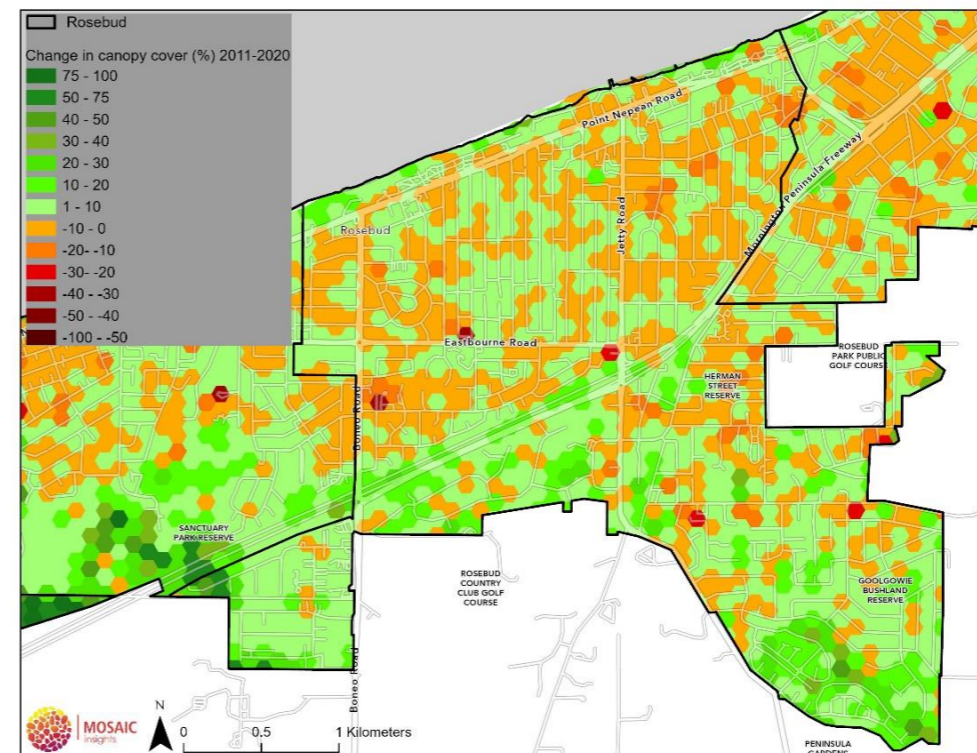 Rosebud
Change in canopy cover (%) 2011-2020
75 - 100
50 - 75
40 - 50
30 - 40
20 - 30
10 - 20
1 - 10
-10 - 0
-20- -10
-30- -20
-40 - -30
-50 - -40
-100 - -50
Point Nepean Road
Mornington Peninsula Freeway
Jetty Road
Rosebud
Eastbourne Road
ROSEBUD
PARK PUBLIC
GOLF COURSE
HERMAN
STREET
RESERVE
Boneo Road
SANCTUARY
PARK RESERVE
ROSEBUD
COUNTRY
CLUB GOLF
COURSE
GOOLGOWIE
BUSHLAND
RESERVE
Boneo Road
PENINSULA
GARDENS
MOSAIC
Insights
N
0 0.5 1 Kilometers